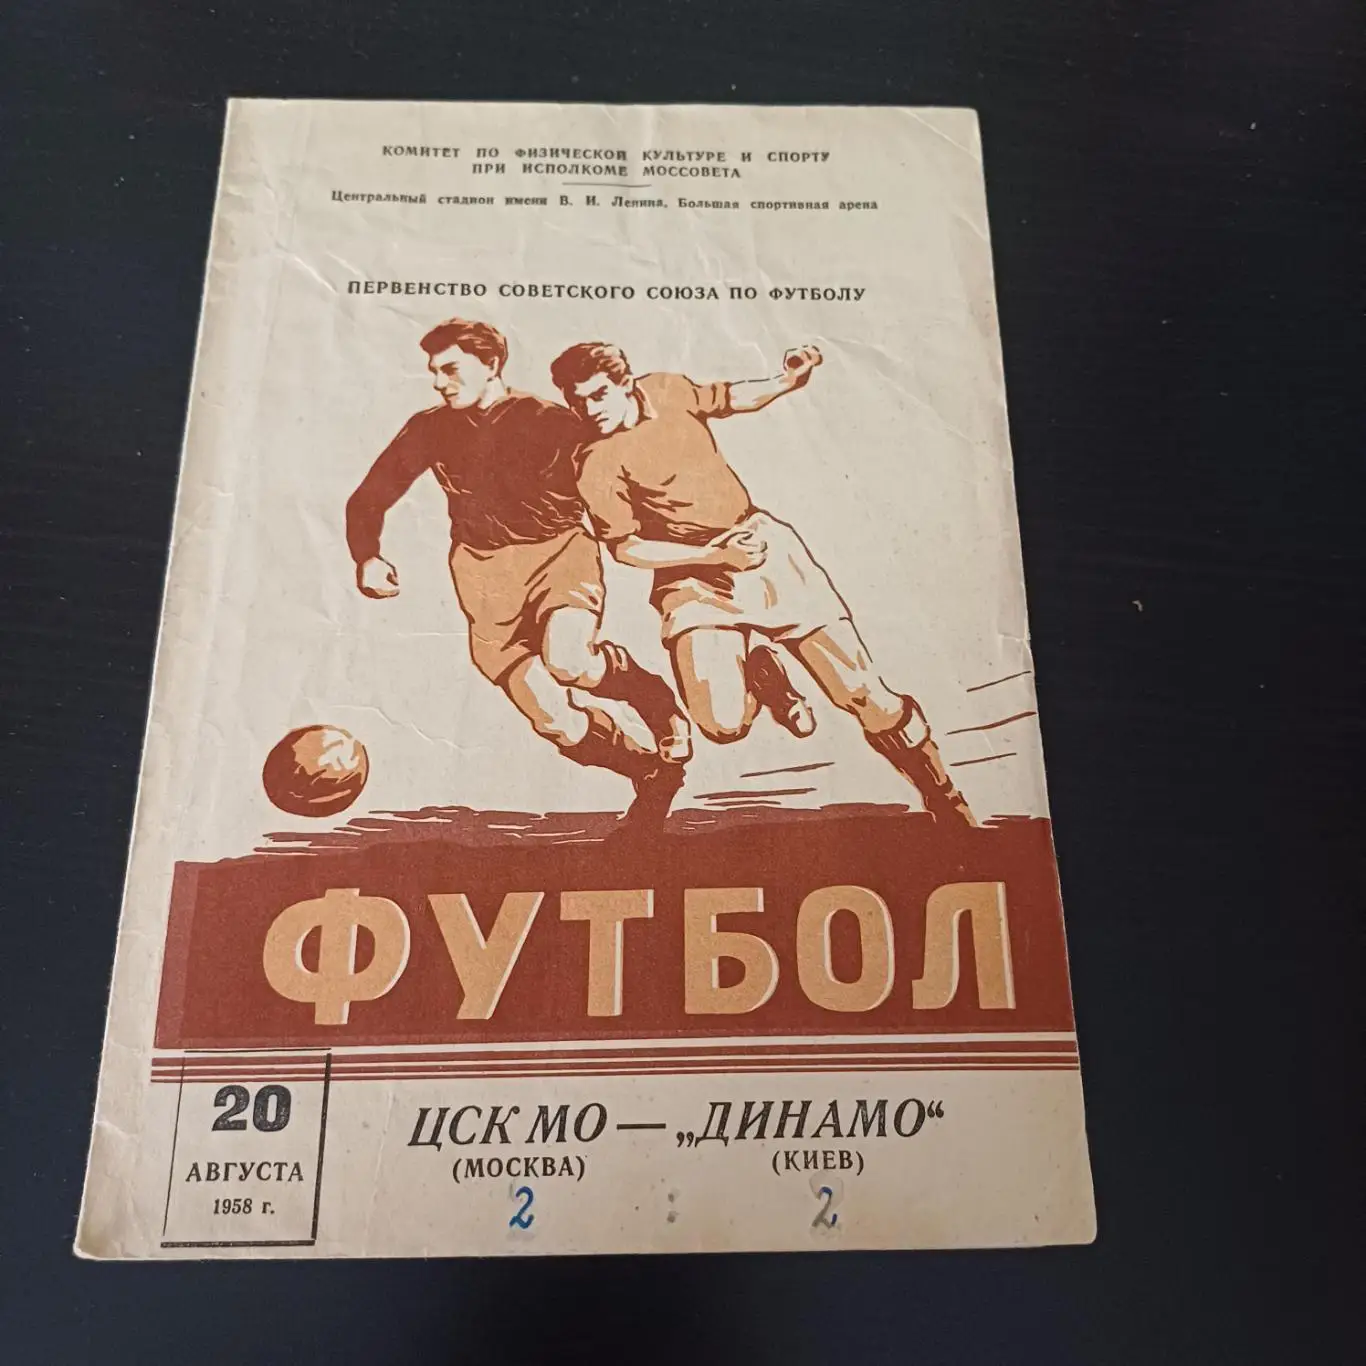 КОМИТЕТ ПО ФИЗИЧЕСКОЙ КУЛЬТУРЕ И СПОРТУ
ПРИ ИСПОЛКОМЕ МОССОВЕТА
Центральный стадион имени В. И. Ленина, Большая спортивная арена
ПЕРВЕНСТВО СОВЕТСКОГО СОЮЗА ПО ФУТБОЛУ
ФУТБОЛ
20
АВГУСТА
1958 г.
ЦСК МО — „ДИНАМО“
(МОСКВА) (КИЕВ)
2 : 2